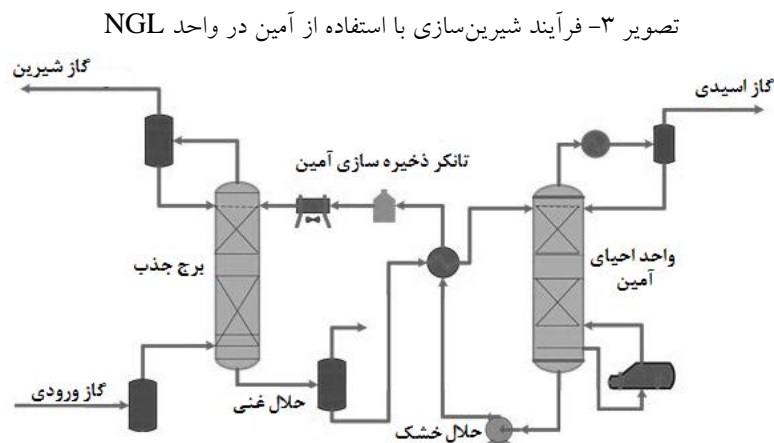 تصویر ۳- فرآیند شیرین‌سازی با استفاده از آمین در واحد NGL
گاز شیرین
گاز اسیدی
تانکر ذخیره سازی آمین
برج جذب
واحد احیای
آمین
گاز ورودی
حلال غنی
حلال خشک